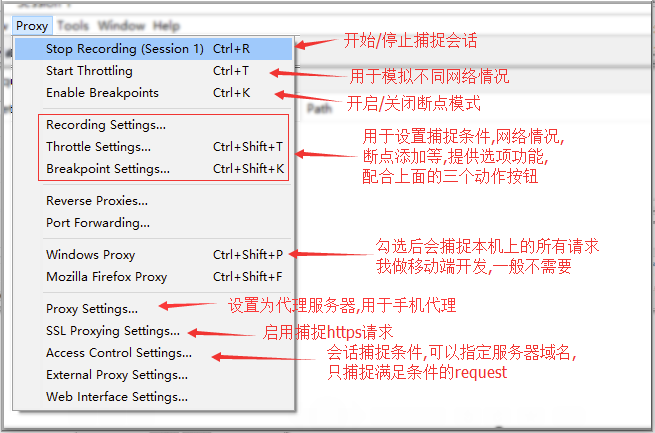 Proxy Tools Window Help
Stop Recording (Session 1) Ctrl+R
开始/停止捕捉会话
Start Throttling Ctrl+T
用于模拟不同网络情况
Enable Breakpoints Ctrl+K
开启/关闭断点模式
Path
Recording Settings...
Throttle Settings... Ctrl+Shift+T
Breakpoint Settings... Ctrl+Shift+K
用于设置捕捉条件,网络情况,
断点添加等,提供选项功能,
配合上面的三个动作按钮
Reverse Proxies...
Port Forwarding...
Windows Proxy Ctrl+Shift+P
Mozilla Firefox Proxy Ctrl+Shift+F
勾选后会捕捉本机上的所有请求
我做移动端开发,一般不需要
Proxy Settings...
设置为代理服务器,用于手机代理
SSL Proxying Settings...
启用捕捉https请求
Access Control Settings...
会话捕捉条件,可以指定服务器域名,
只捕捉满足条件的request
External Proxy Settings...
Web Interface Settings...